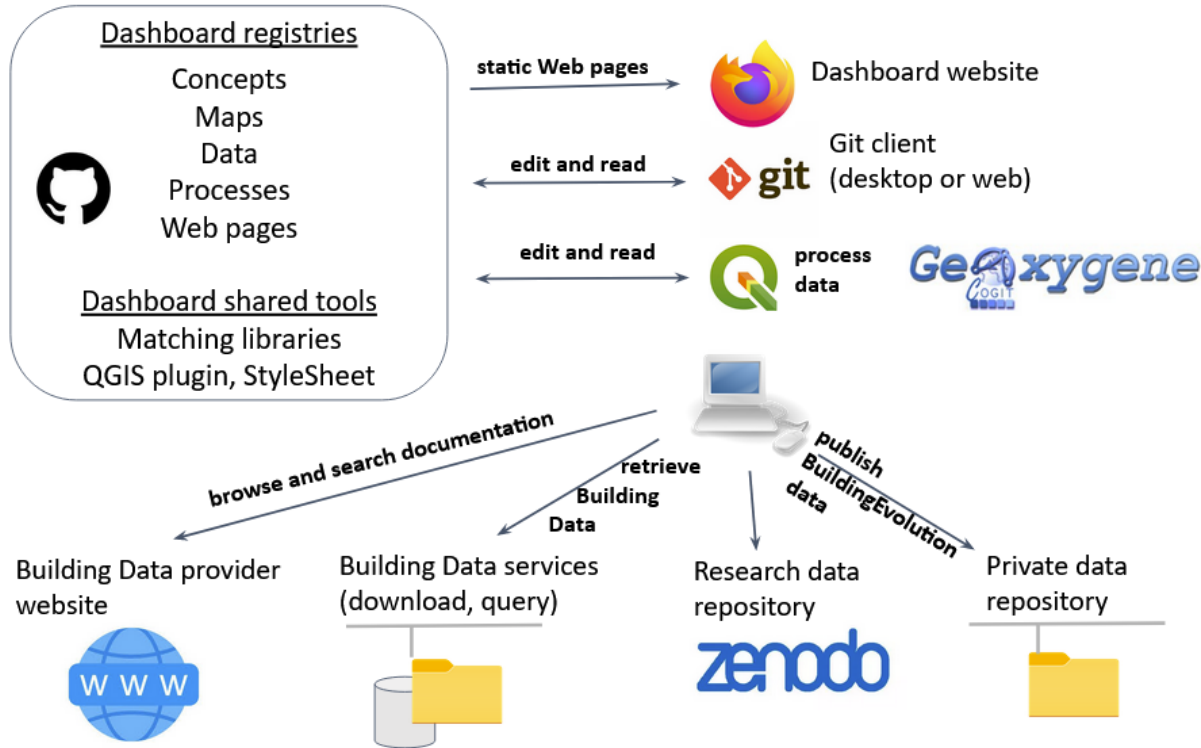 Dashboard registries
Concepts
Maps
Data
Processes
Web pages
Dashboard shared tools
Matching libraries
QGIS plugin, StyleSheet
static Web pages
Dashboard website
edit and read
git
Git client
(desktop or web)
edit and read
process
data
GeOxygene
COGIT
browse and search documentation
retrieve
Building
Data
publish
BuildingEvolution
data
Building Data provider
website
WWW
Building Data services
(download, query)
Research data
repository
zenodo
Private data
repository